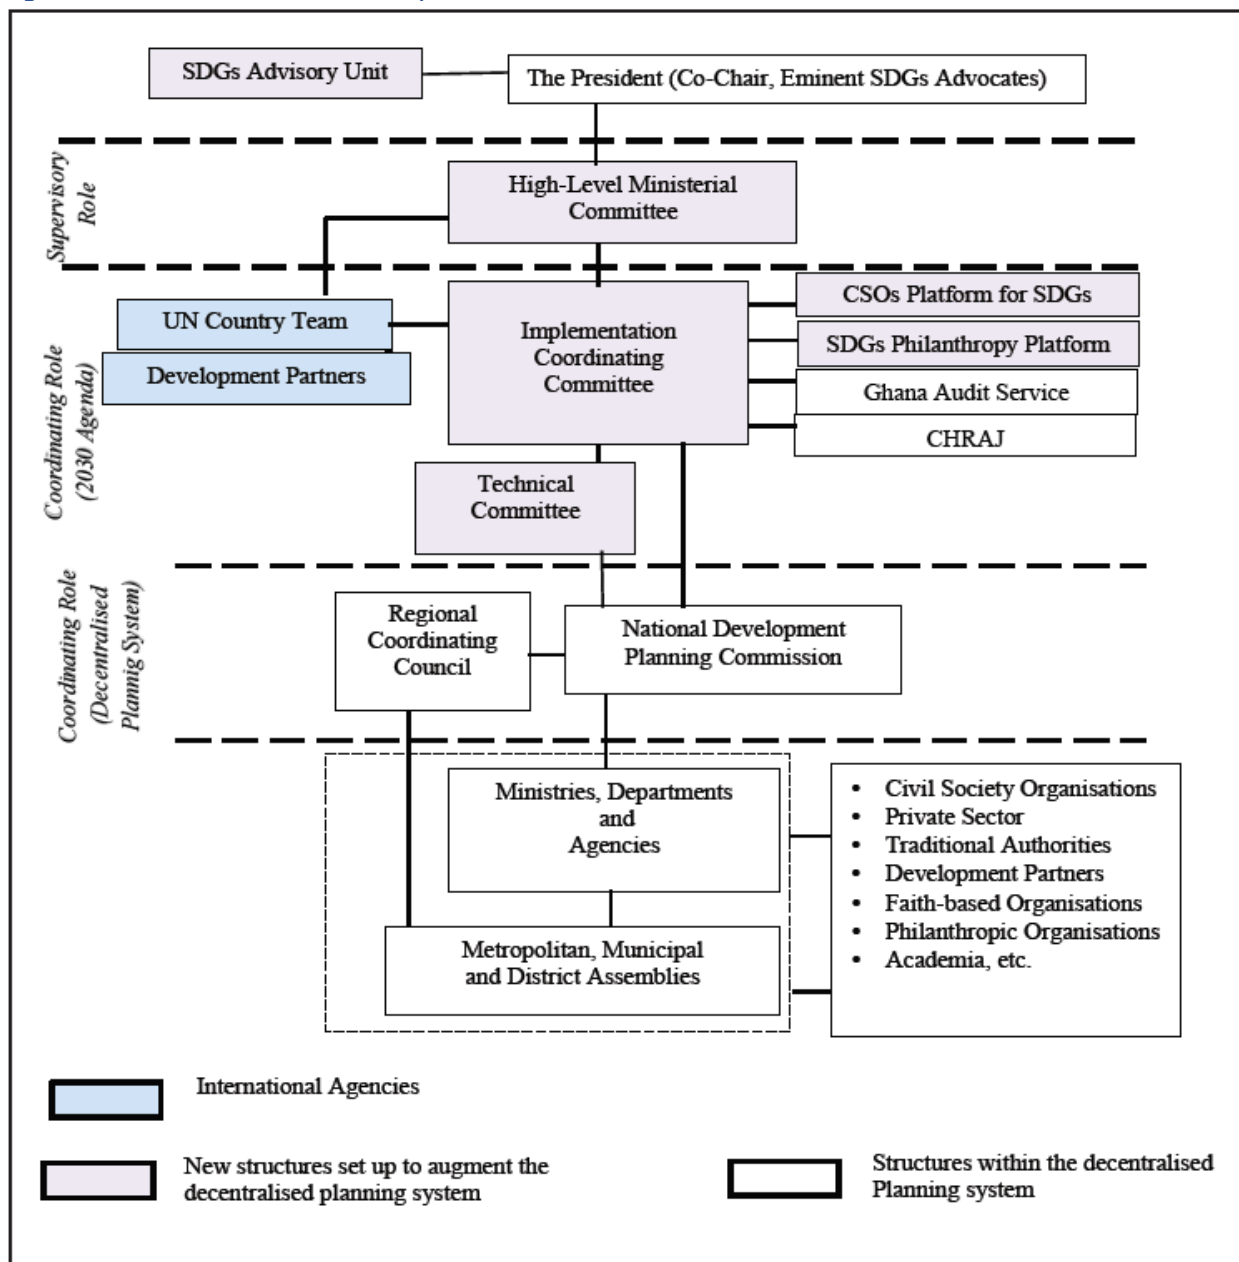 SDGs Advisory Unit
The President (Co-Chair, Eminent SDGs Advocates)
Supervisory
Role
High-Level Ministerial
Committee
Coordinating Role
(2030 Agenda)
UN Country Team
Development Partners
Implementation
Coordinating
Committee
CSOs Platform for SDGs
SDGs Philanthropy Platform
Ghana Audit Service
CHRAJ
Technical
Committee
Coordinating Role
(Decentralised
Plannig System)
Regional
Coordinating
Council
National Development
Planning Commission
Ministries, Departments
and
Agencies
Metropolitan, Municipal
and District Assemblies
• Civil Society Organisations
• Private Sector
• Traditional Authorities
• Development Partners
• Faith-based Organisations
• Philanthropic Organisations
• Academia, etc.
International Agencies
New structures set up to augment the
decentralised planning system
Structures within the decentralised
Planning system